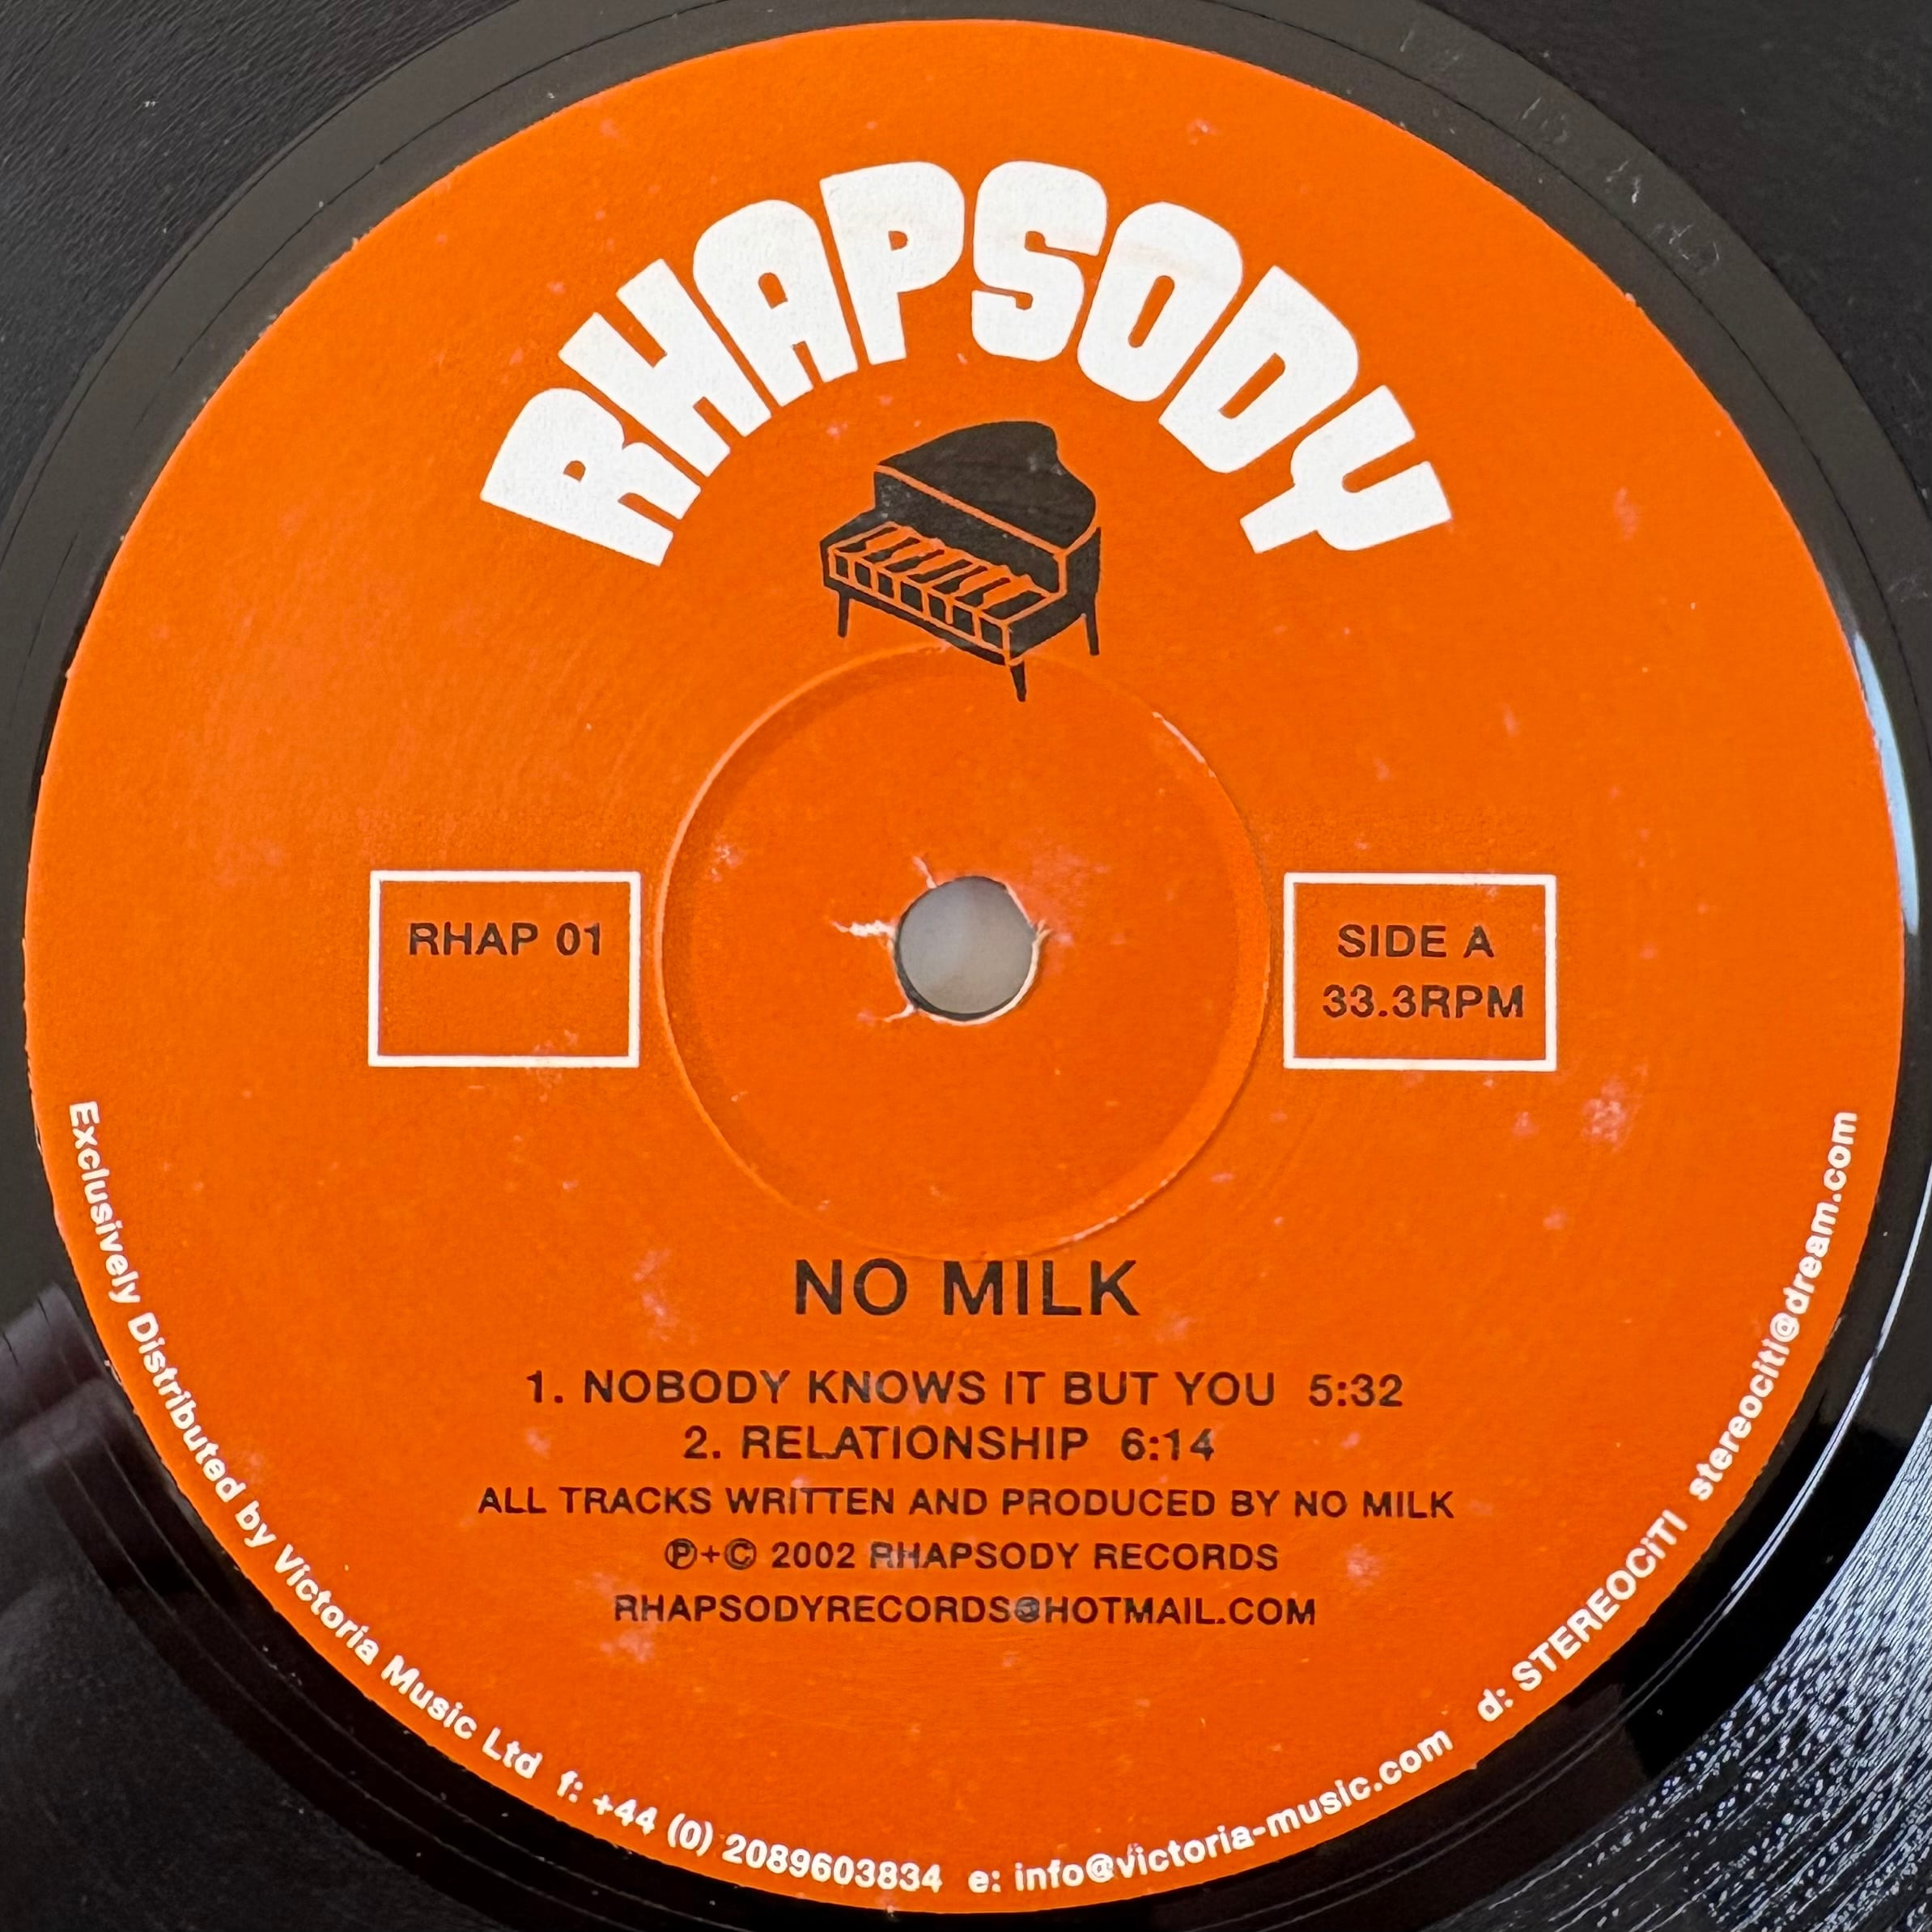 RHAPSODY
RHAP 01
SIDE A
33.3RPM
NO MILK
1. NOBODY KNOWS IT BUT YOU 5:32
2. RELATIONSHIP 6:14
ALL TRACKS WRITTEN AND PRODUCED BY NO MILK
℗+© 2002 RHAPSODY RECORDS
RHAPSODYRECORDS@HOTMAIL.COM
Exclusively Distributed by Victoria Music Ltd f: +44 (0) 2089603834 e: info@victoria-music.com d: STEREOCiTI stereociti@dream.com